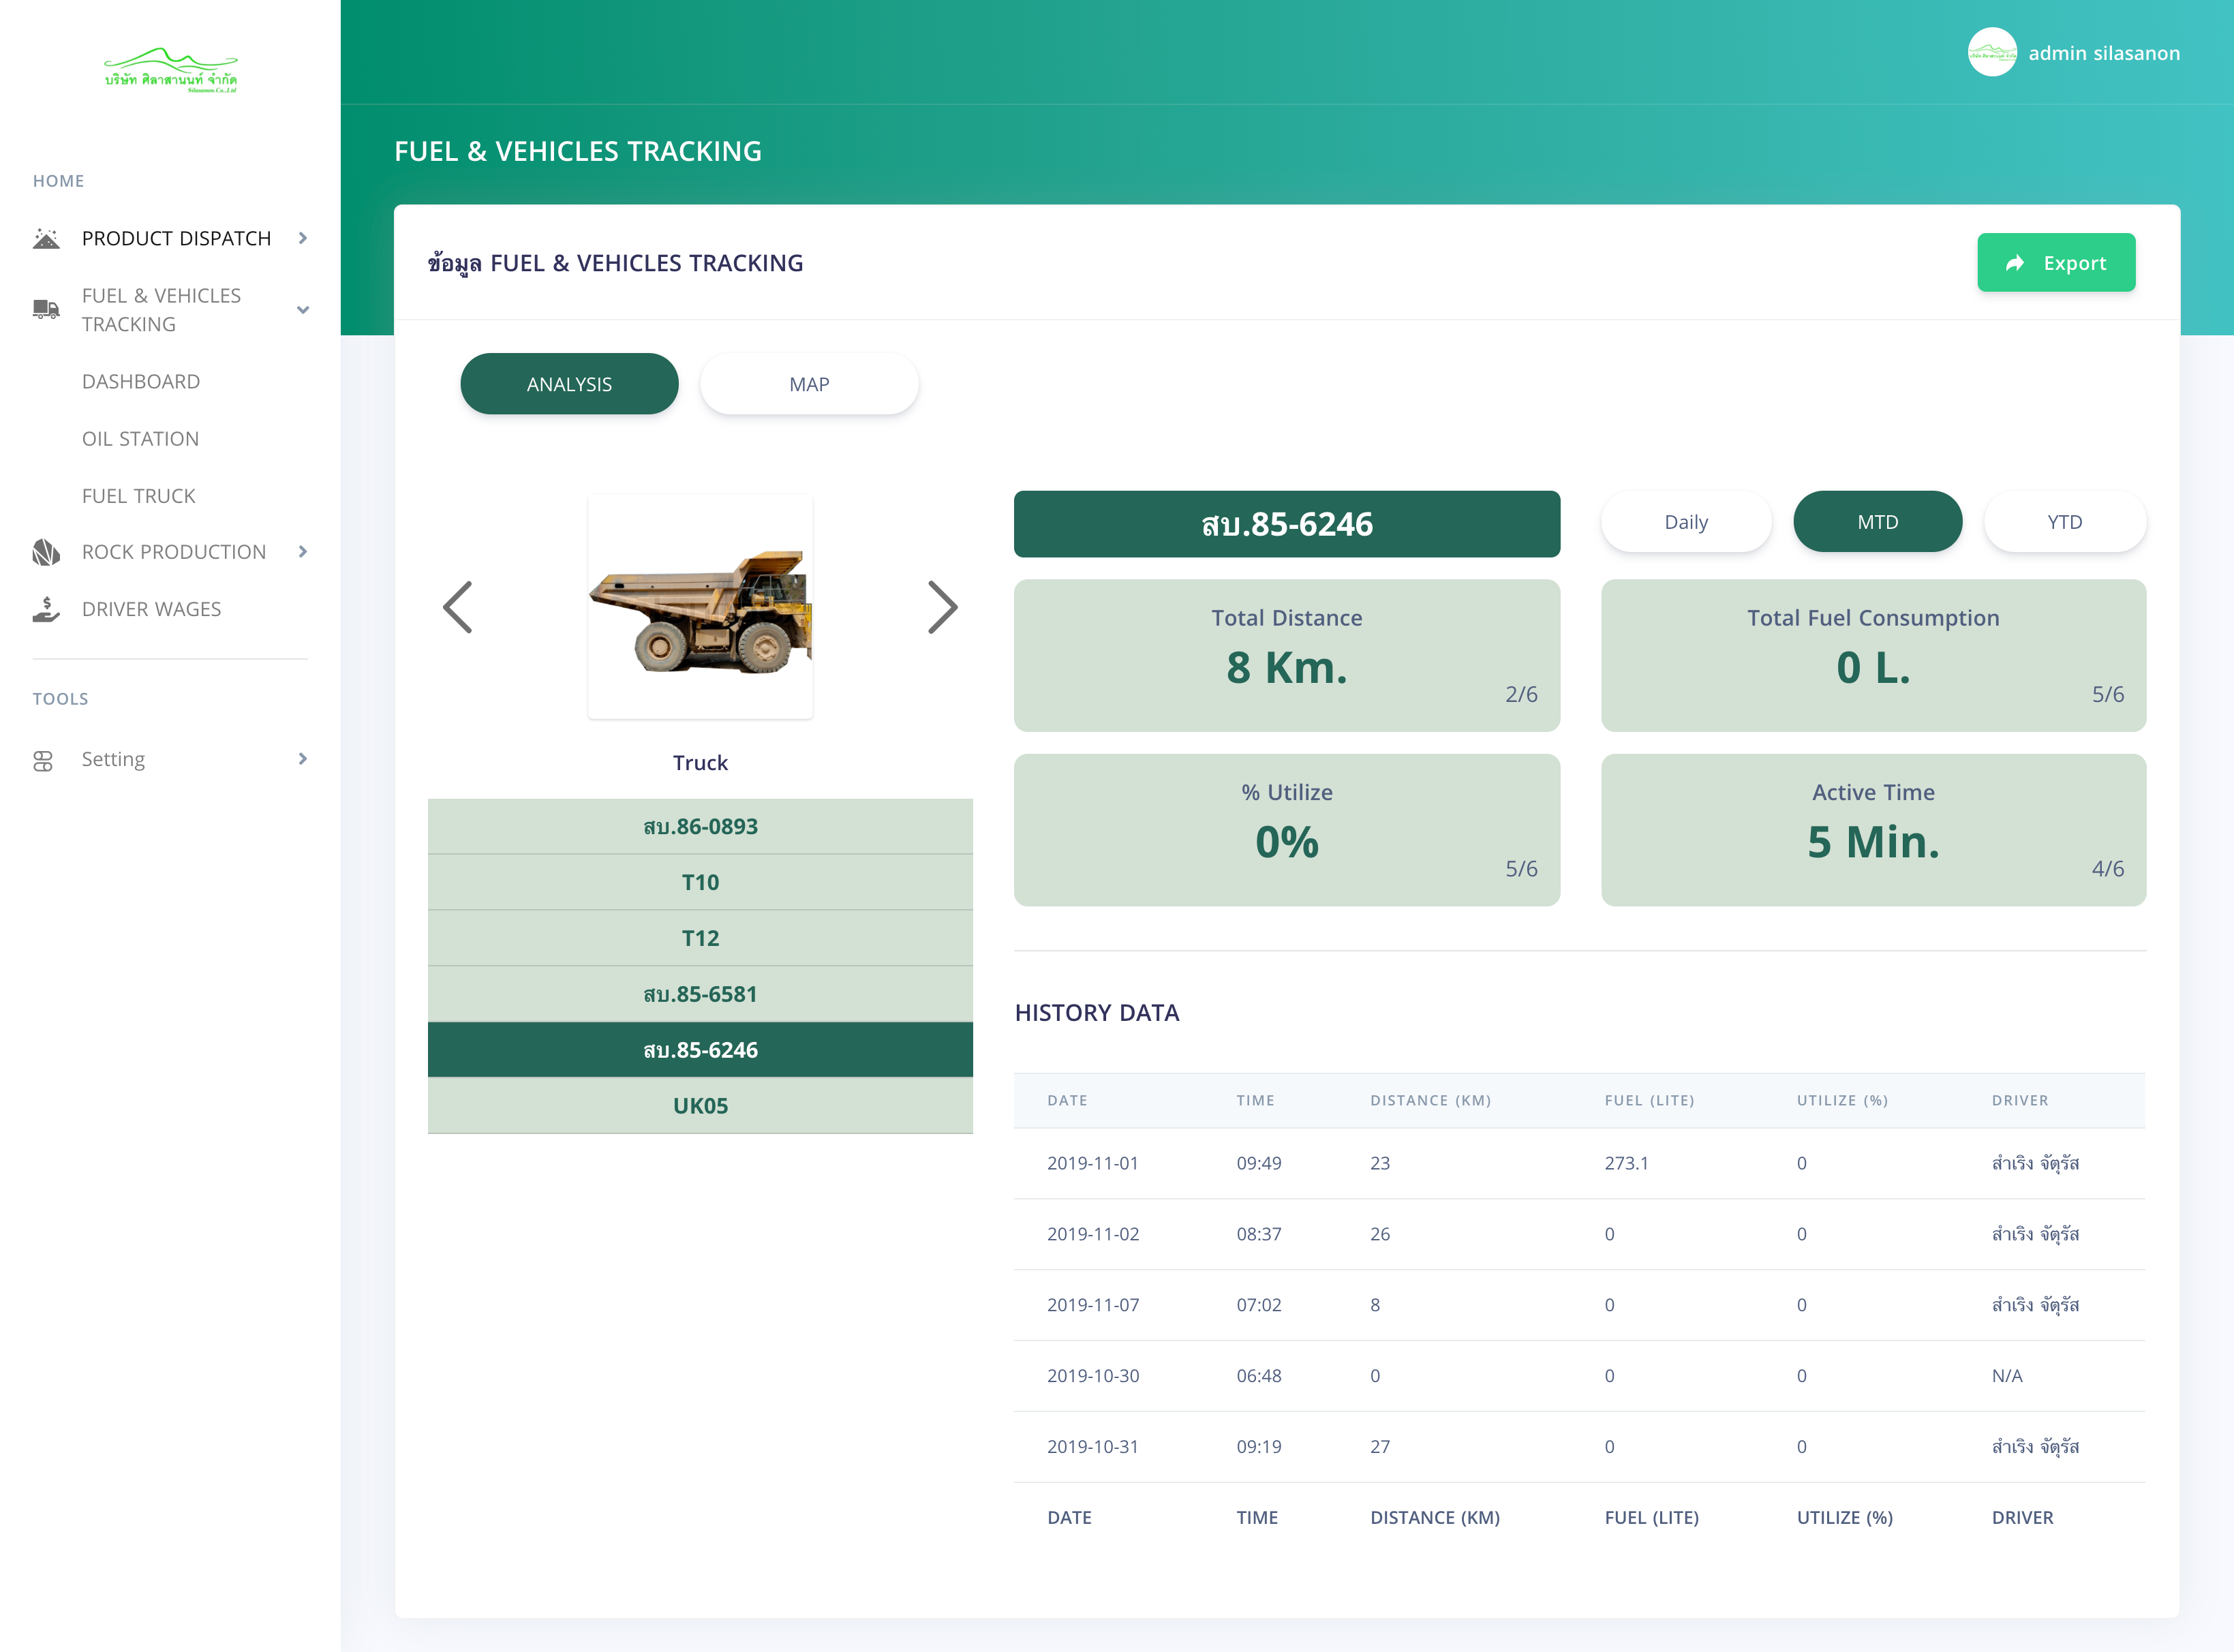 บริษัท ศิลาสานนท์ จำกัด
Silasanon Co.,Ltd
admin silasanon
HOME
PRODUCT DISPATCH
FUEL & VEHICLES
TRACKING
DASHBOARD
OIL STATION
FUEL TRUCK
ROCK PRODUCTION
DRIVER WAGES
TOOLS
Setting
FUEL & VEHICLES TRACKING
ข้อมูล FUEL & VEHICLES TRACKING
Export
ANALYSIS MAP
Truck
สบ.86-0893
T10
T12
สบ.85-6581
สบ.85-6246
UK05
สบ.85-6246
Daily MTD YTD
Total Distance
8 Km.
2/6
Total Fuel Consumption
0 L.
5/6
% Utilize
0%
5/6
Active Time
5 Min.
4/6
HISTORY DATA
DATE TIME DISTANCE (KM) FUEL (LITE) UTILIZE (%) DRIVER
2019-11-01 09:49 23 273.1 0 สำเริง จัตุรัส
2019-11-02 08:37 26 0 0 สำเริง จัตุรัส
2019-11-07 07:02 8 0 0 สำเริง จัตุรัส
2019-10-30 06:48 0 0 0 N/A
2019-10-31 09:19 27 0 0 สำเริง จัตุรัส
DATE TIME DISTANCE (KM) FUEL (LITE) UTILIZE (%) DRIVER